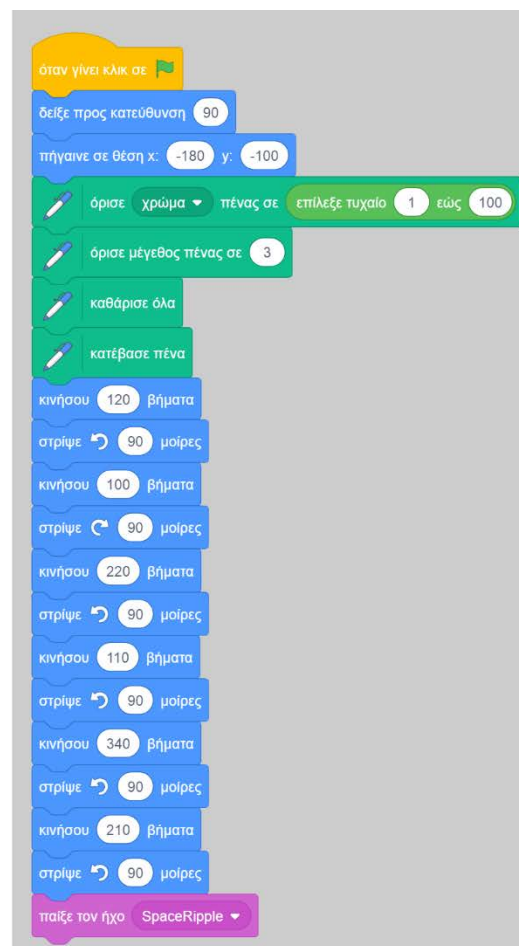 όταν γίνει κλικ σε
δείξε προς κατεύθυνση 90
πήγαινε σε θέση x: -180 y: -100
όρισε χρώμα πένας σε επίλεξε τυχαίο 1 εώς 100
όρισε μέγεθος πένας σε 3
καθάρισε όλα
κατέβασε πένα
κινήσου 120 βήματα
στρίψε 90 μοίρες
κινήσου 100 βήματα
στρίψε 90 μοίρες
κινήσου 220 βήματα
στρίψε 90 μοίρες
κινήσου 110 βήματα
στρίψε 90 μοίρες
κινήσου 340 βήματα
στρίψε 90 μοίρες
κινήσου 210 βήματα
στρίψε 90 μοίρες
παίξε τον ήχο SpaceRipple